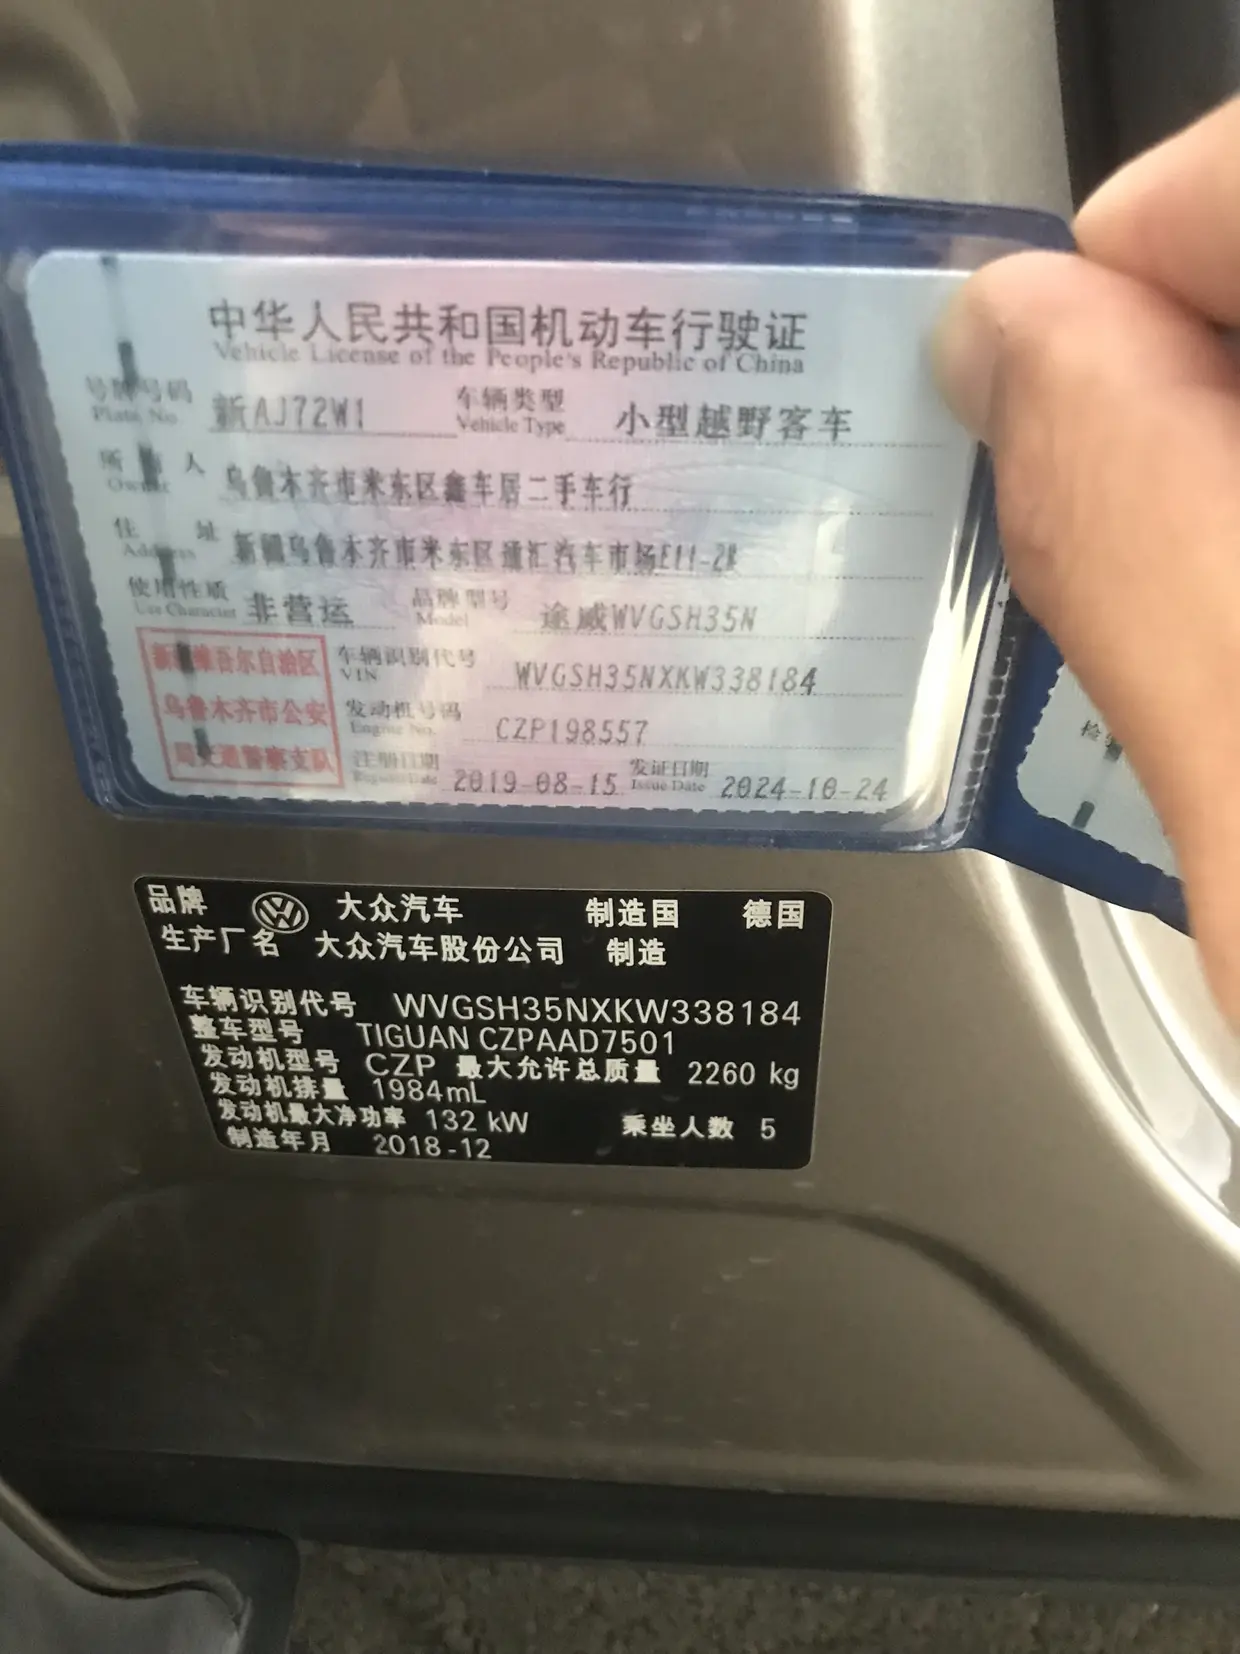 中华人民共和国机动车行驶证
Vehicle License of the People's Republic of China
号牌号码 新AJ72W1 车辆类型 小型越野客车
Plate No. Vehicle Type
所有人 乌鲁木齐市米东区鑫车居二手车行
Owner
住址 新疆乌鲁木齐市米东区通汇汽车市场E11-2R
Address
使用性质 非营运 品牌型号 途威WVGSH35N
Use Character Model
新疆维吾尔自治区
乌鲁木齐市公安
局交通警察支队
车辆识别代号 WVGSH35NXKW338184
VIN
发动机号码 CZP198557
Engine No.
注册日期 2019-08-15 发证日期 2024-10-24
Register Date Issue Date
品牌 大众汽车 制造国 德国
生产厂名 大众汽车股份公司 制造
车辆识别代号 WVGSH35NXKW338184
整车型号 TIGUAN CZPAAD7501
发动机型号 CZP 最大允许总质量 2260 kg
发动机排量 1984mL
发动机最大净功率 132 kW 乘坐人数 5
制造年月 2018-12